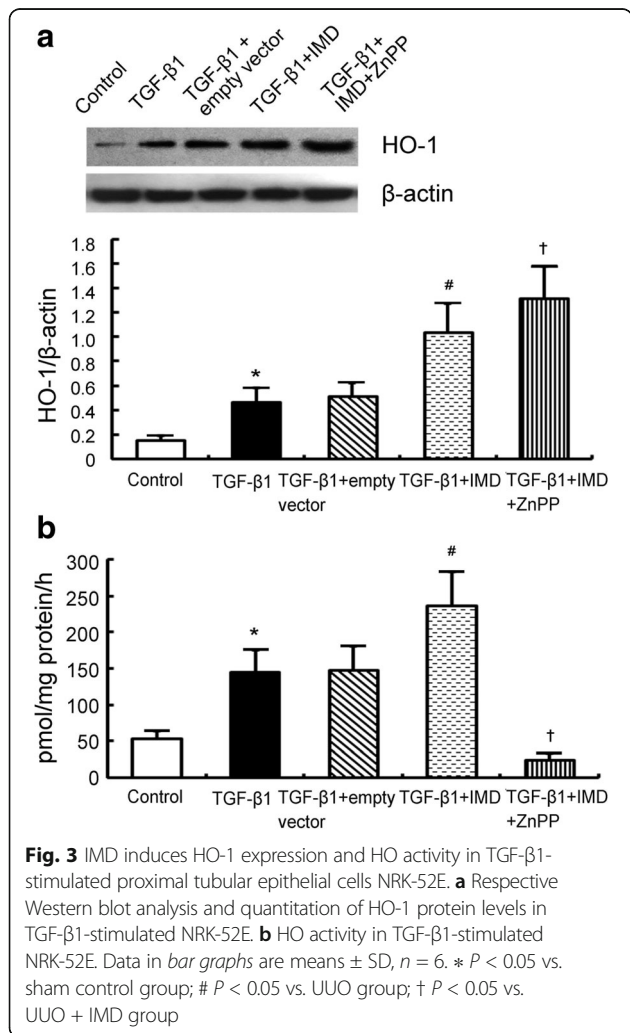 a
Control
TGF-β1
TGF-β1 +
empty vector
TGF-β1+IMD
TGF-β1+
IMD+ZnPP
HO-1
β-actin
HO-1/β-actin
1.8
1.6
1.4
1.2
1.0
0.8
0.6
0.4
0.2
0
*
#
†
Control
TGF-β1
TGF-β1+empty
vector
TGF-β1+IMD
TGF-β1+IMD
+ZnPP
b
pmol/mg protein/h
300
250
200
150
100
50
0
*
#
†
Control
TGF-β1
TGF-β1+empty
vector
TGF-β1+IMD
TGF-β1+IMD
+ZnPP
Fig. 3 IMD induces HO-1 expression and HO activity in TGF-β1-
stimulated proximal tubular epithelial cells NRK-52E. a Respective
Western blot analysis and quantitation of HO-1 protein levels in
TGF-β1-stimulated NRK-52E. b HO activity in TGF-β1-stimulated
NRK-52E. Data in bar graphs are means ± SD, n = 6. * P < 0.05 vs.
sham control group; # P < 0.05 vs. UUO group; † P < 0.05 vs.
UUO + IMD group